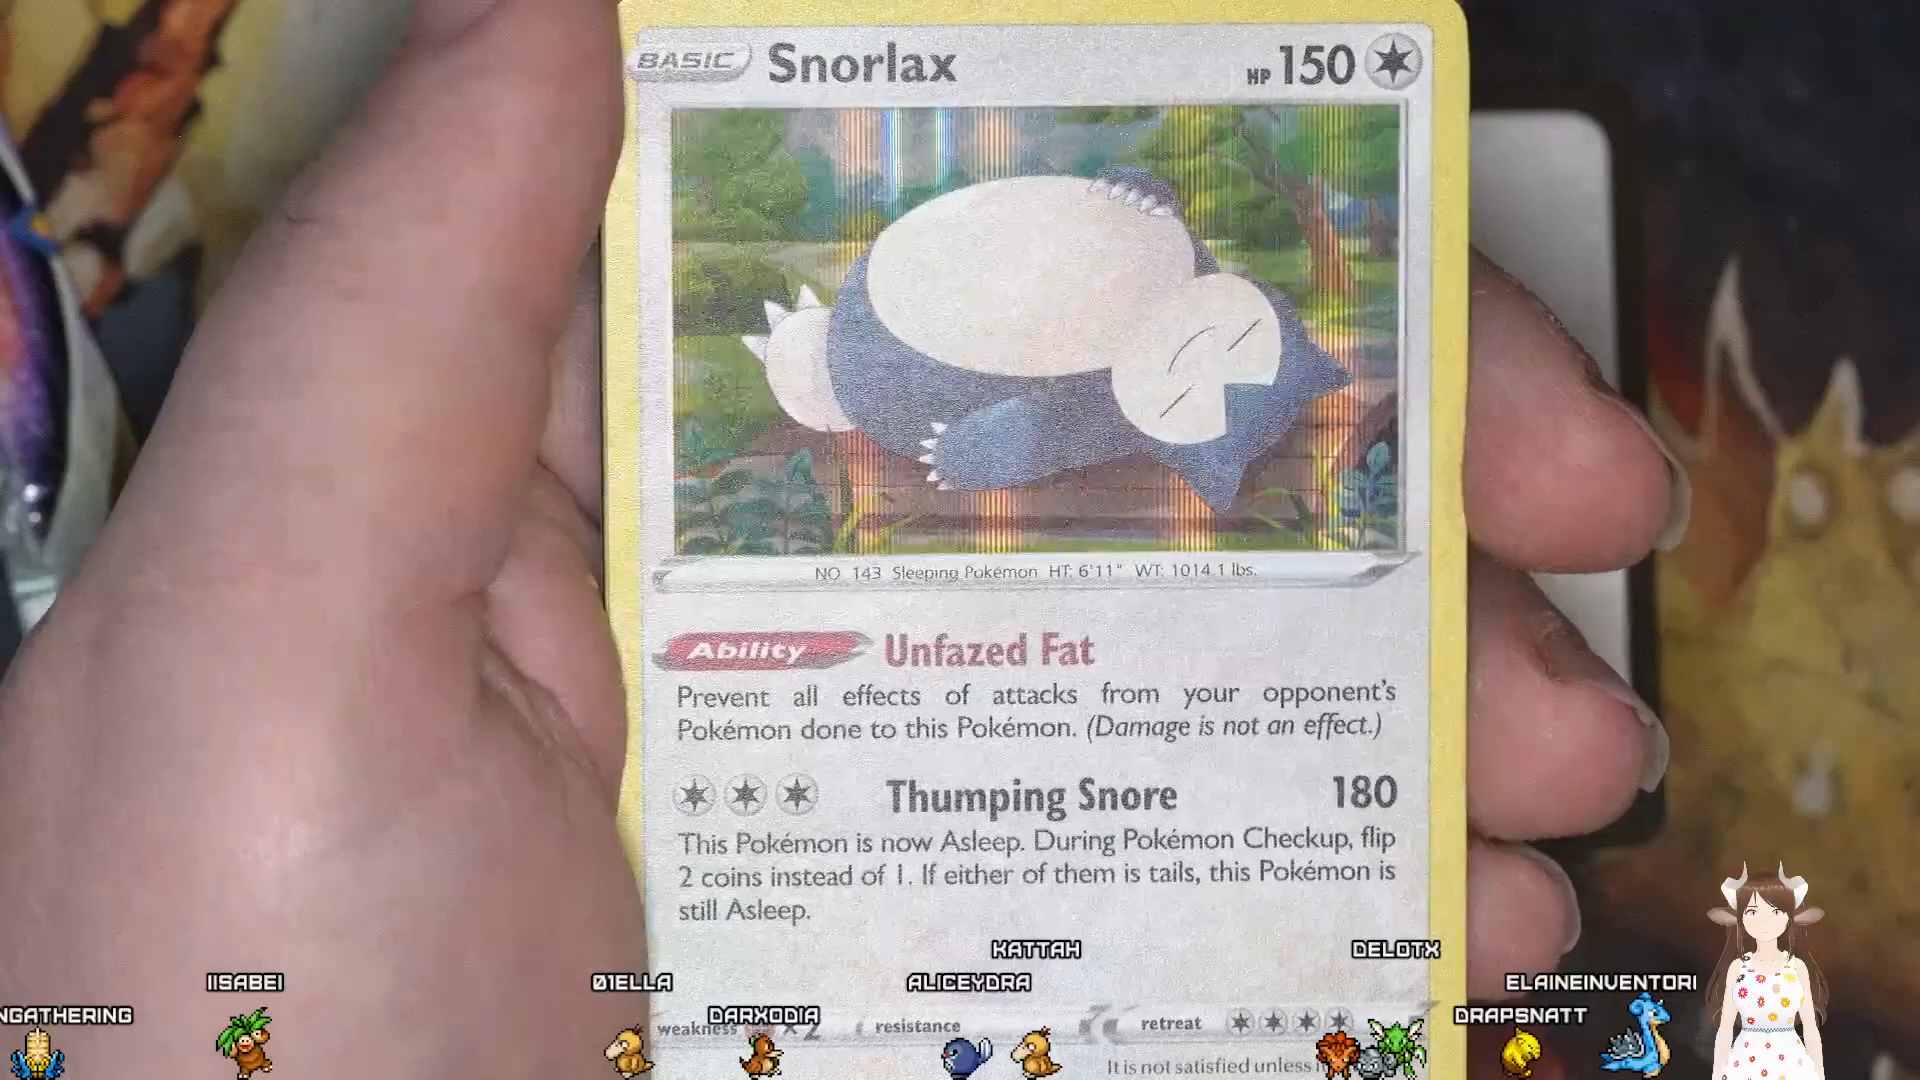 BASIC Snorlax HP 150
NO 143 Sleeping Pokémon HT: 6'11" WT: 1014.1 lbs.
Ability Unfazed Fat
Prevent all effects of attacks from your opponent's
Pokémon done to this Pokémon. (Damage is not an effect.)
Thumping Snore 180
This Pokémon is now Asleep. During Pokémon Checkup, flip
2 coins instead of 1. If either of them is tails, this Pokémon is
still Asleep.
KATTAH DELOTX
IISABEI 01ELLA ALICEYDRA ELAINEINVENTORI
NGATHERING DARXODIA DRAPSNATT
weakness × 2 resistance retreat
It is not satisfied unless